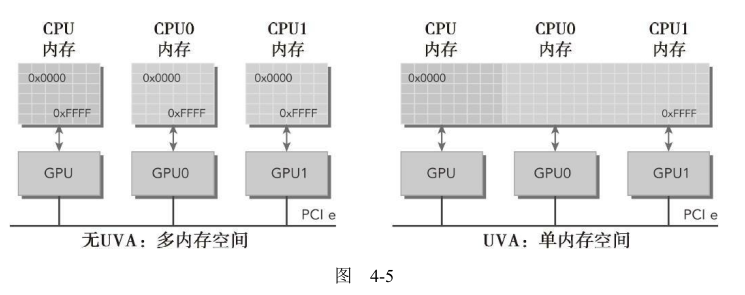 CPU 内存
CPU0 内存
CPU1 内存
0x0000
0xFFFF
0x0000
0xFFFF
0x0000
0xFFFF
GPU
GPU0
GPU1
PCI e
无UVA：多内存空间
CPU 内存
CPU0 内存
CPU1 内存
0x0000
0xFFFF
GPU
GPU0
GPU1
PCI e
UVA：单内存空间
图 4-5